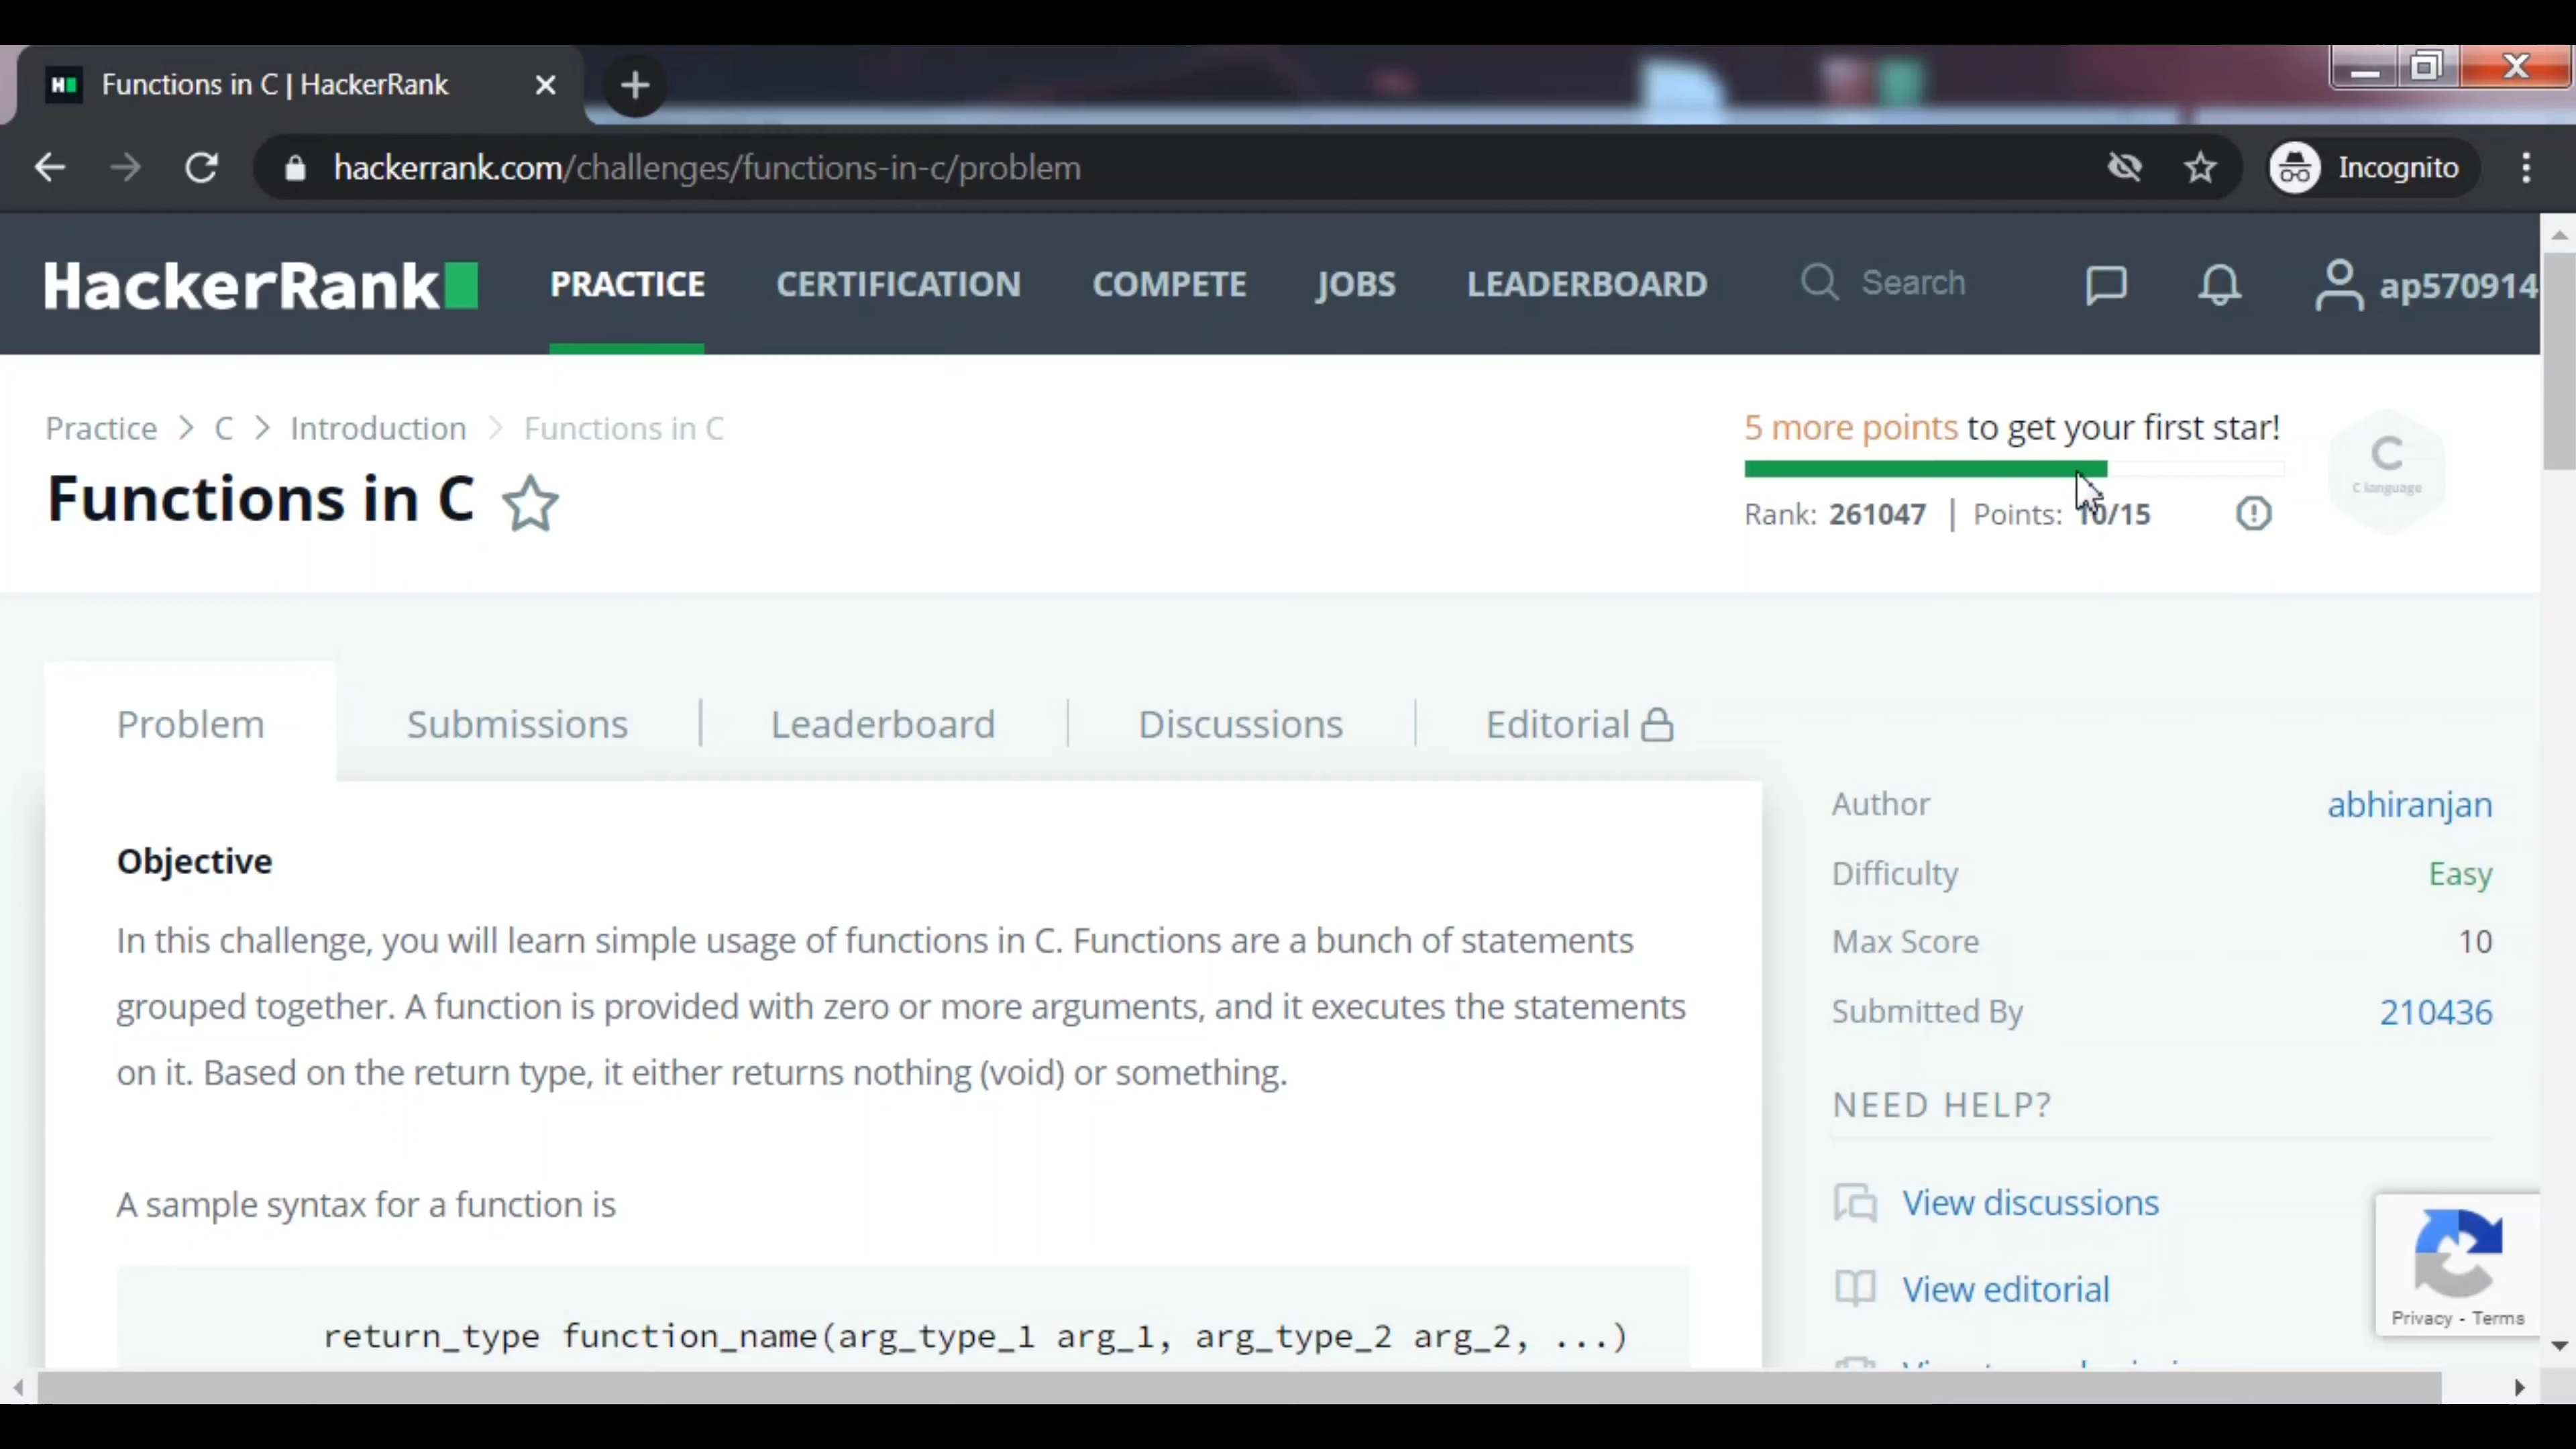 Functions in C | HackerRank
hackerrank.com/challenges/functions-in-c/problem
Incognito
HackerRank
PRACTICE
CERTIFICATION
COMPETE
JOBS
LEADERBOARD
Search
ap570914
Practice > C > Introduction > Functions in C
5 more points to get your first star!
Functions in C
Rank: 261047 | Points: 10/15
C
C language
Problem
Submissions
Leaderboard
Discussions
Editorial
Objective
In this challenge, you will learn simple usage of functions in C. Functions are a bunch of statements
grouped together. A function is provided with zero or more arguments, and it executes the statements
on it. Based on the return type, it either returns nothing (void) or something.
A sample syntax for a function is
return_type function_name(arg_type_1 arg_1, arg_type_2 arg_2, ...)
Author abhiranjan
Difficulty Easy
Max Score 10
Submitted By 210436
NEED HELP?
View discussions
View editorial
Privacy - Terms